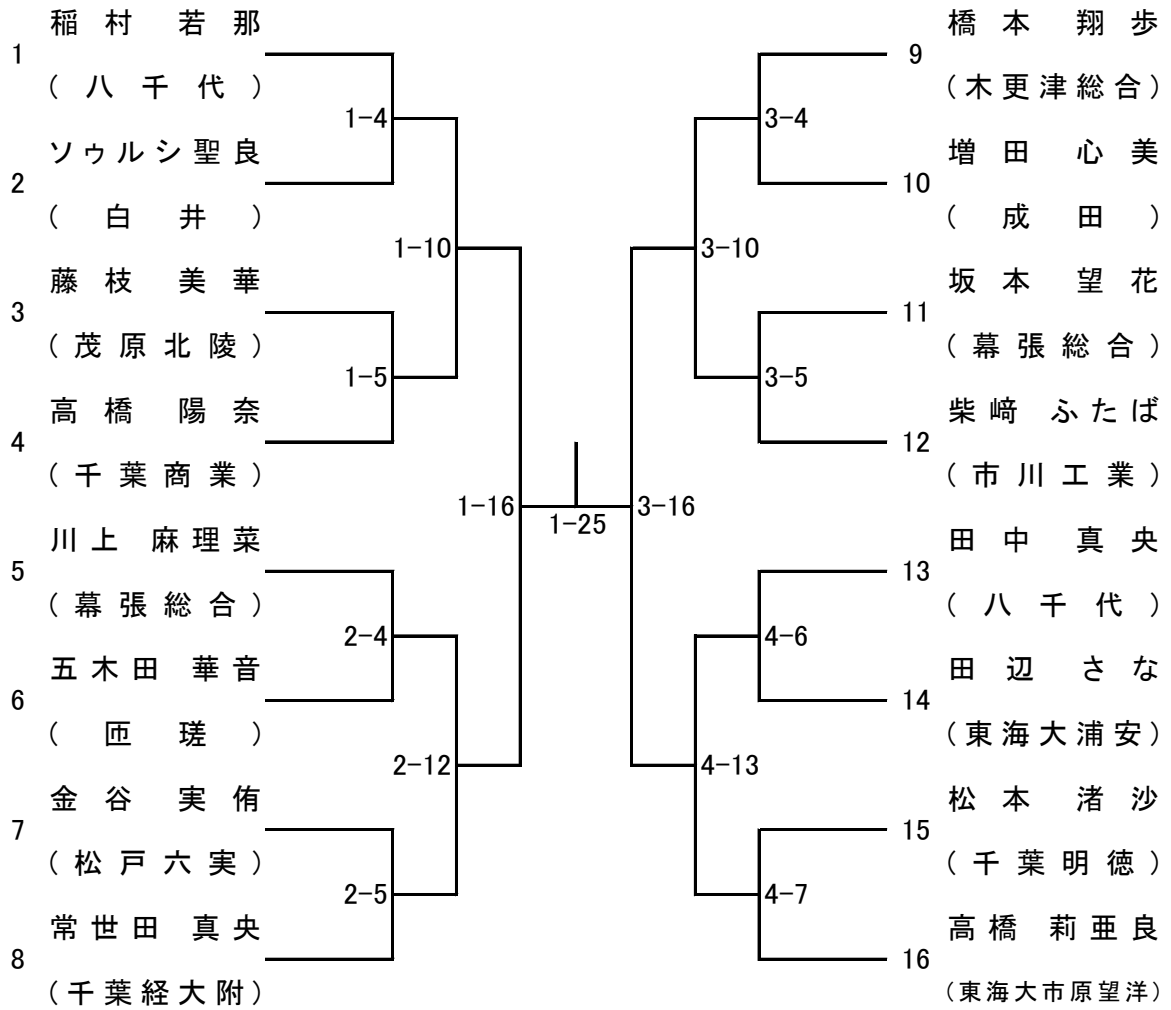 稲村 若那
1
(八千代)
1-4
ソゥルシ聖良
2
(白井)
1-10
藤枝 美華
3
(茂原北陵)
1-5
高橋 陽奈
4
(千葉商業)
1-16
川上 麻理菜
5
(幕張総合)
2-4
五木田 華音
6
(匝瑳)
2-12
金谷 実侑
7
(松戸六実)
2-5
常世田 真央
8
(千葉経大附)
1-25
橋本 翔歩
9
(木更津総合)
3-4
増田 心美
10
(成田)
3-10
坂本 望花
11
(幕張総合)
3-5
柴﨑 ふたば
12
(市川工業)
3-16
田中 真央
13
(八千代)
4-6
田辺 さな
14
(東海大浦安)
4-13
松本 渚沙
15
(千葉明徳)
4-7
高橋 莉亜良
16
(東海大市原望洋)